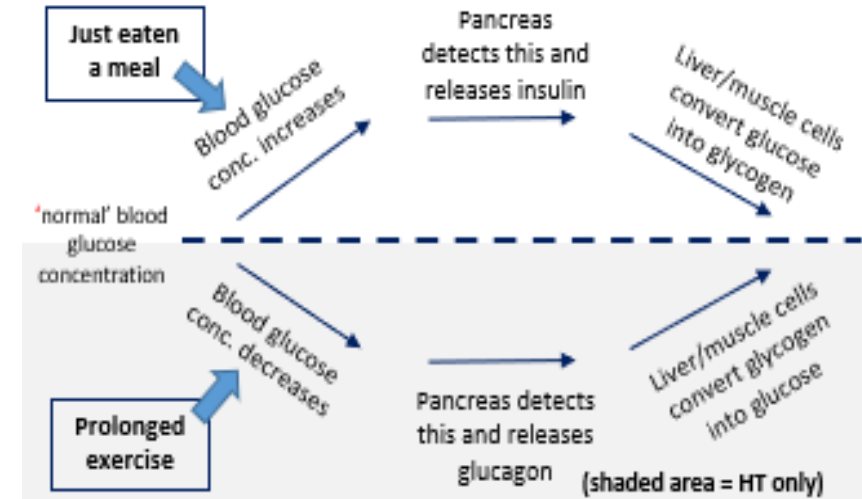 Just eaten
a meal
Blood glucose
conc. increases
Pancreas
detects this and
releases insulin
Liver/muscle cells
convert glucose
into glycogen
‘normal’ blood
glucose
concentration
Blood glucose
conc. decreases
Prolonged
exercise
Pancreas detects
this and releases
glucagon
Liver/muscle cells
convert glycogen
into glucose
(shaded area = HT only)